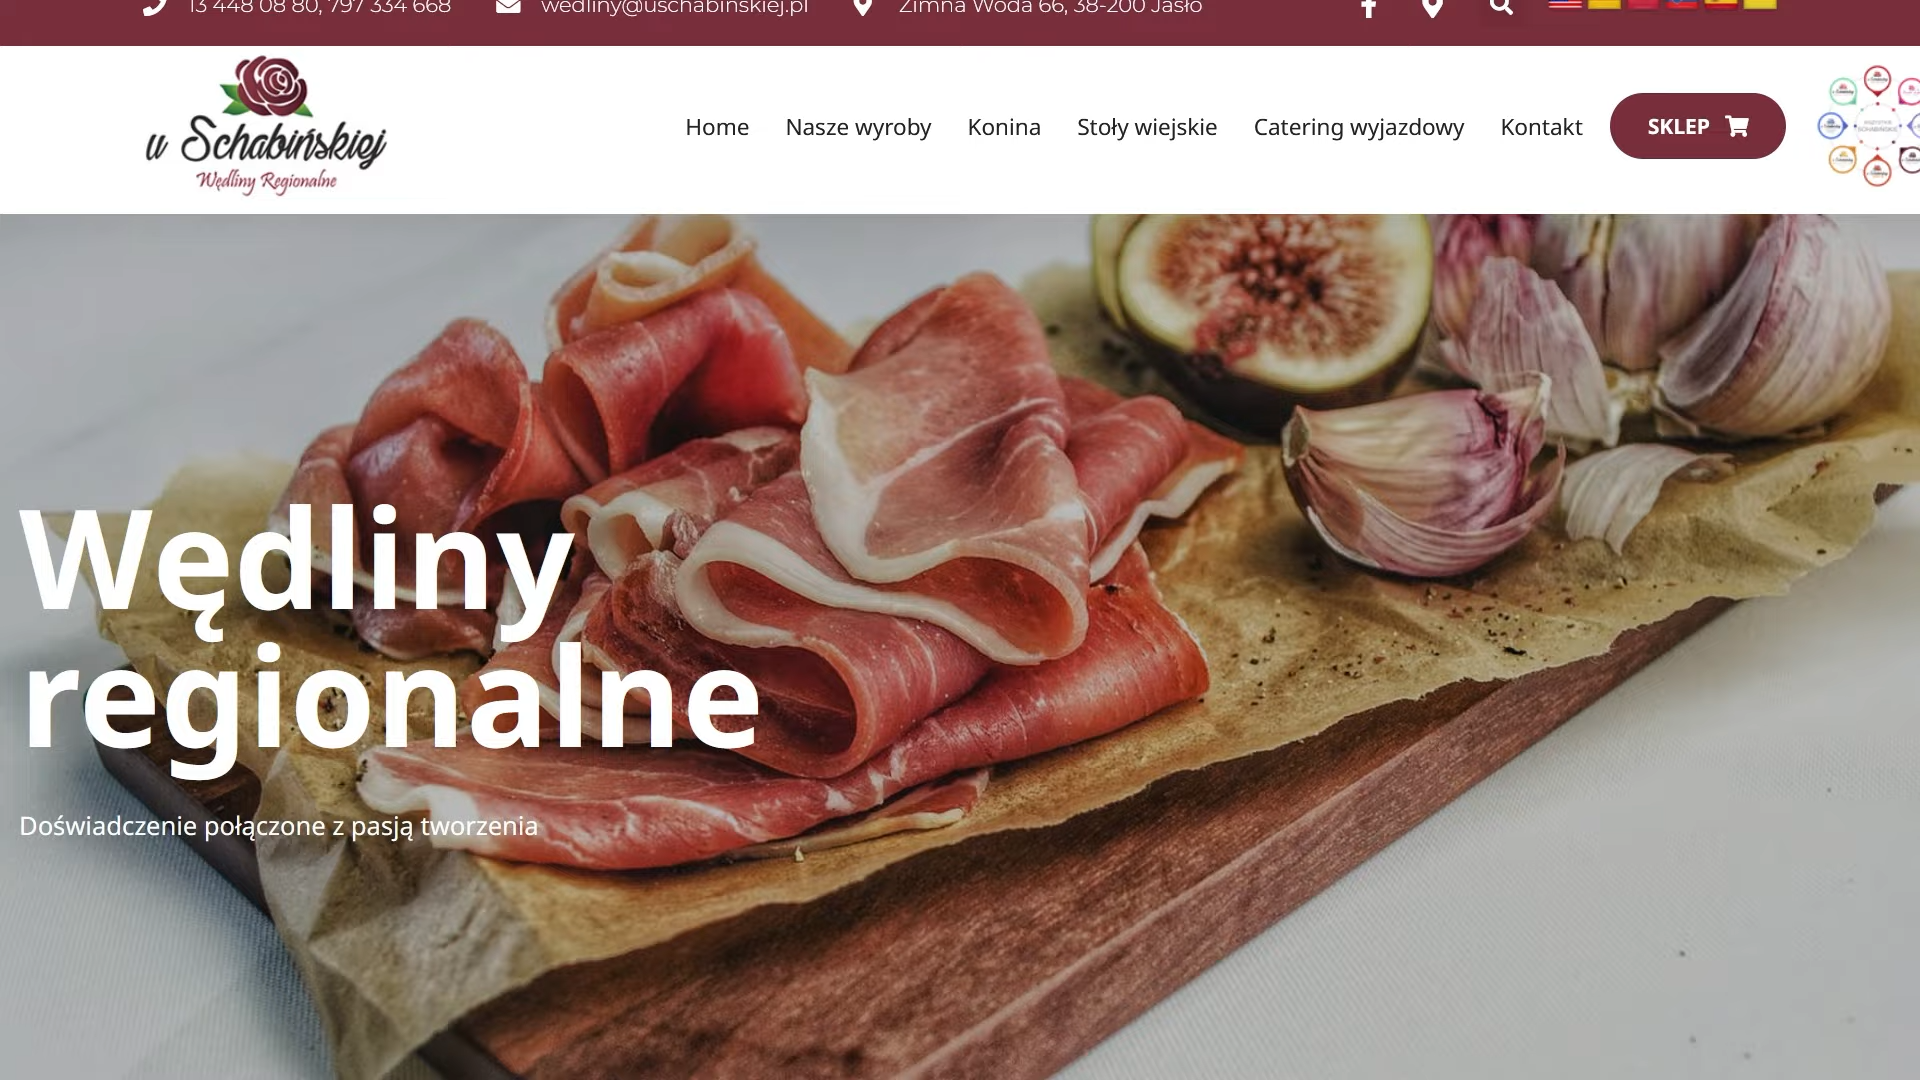 13 448 08 80, 797 334 668
wedliny@uschabinskiej.pl
Zimna Woda 66, 38-200 Jasło
u Schabińskiej
Wędliny Regionalne
Home
Nasze wyroby
Konina
Stoły wiejskie
Catering wyjazdowy
Kontakt
SKLEP
Wędliny
regionalne
Doświadczenie połączone z pasją tworzenia